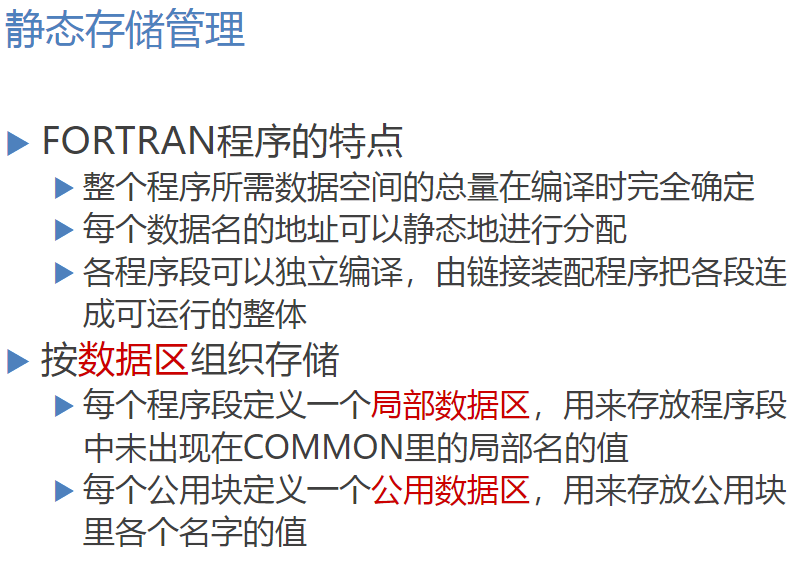 静态存储管理
FORTRAN程序的特点
整个程序所需数据空间的总量在编译时完全确定
每个数据名的地址可以静态地进行分配
各程序段可以独立编译，由链接装配程序把各段连
成可运行的整体
按数据区组织存储
每个程序段定义一个局部数据区，用来存放程序段
中未出现在COMMON里的局部名的值
每个公用块定义一个公用数据区，用来存放公用块
里各个名字的值